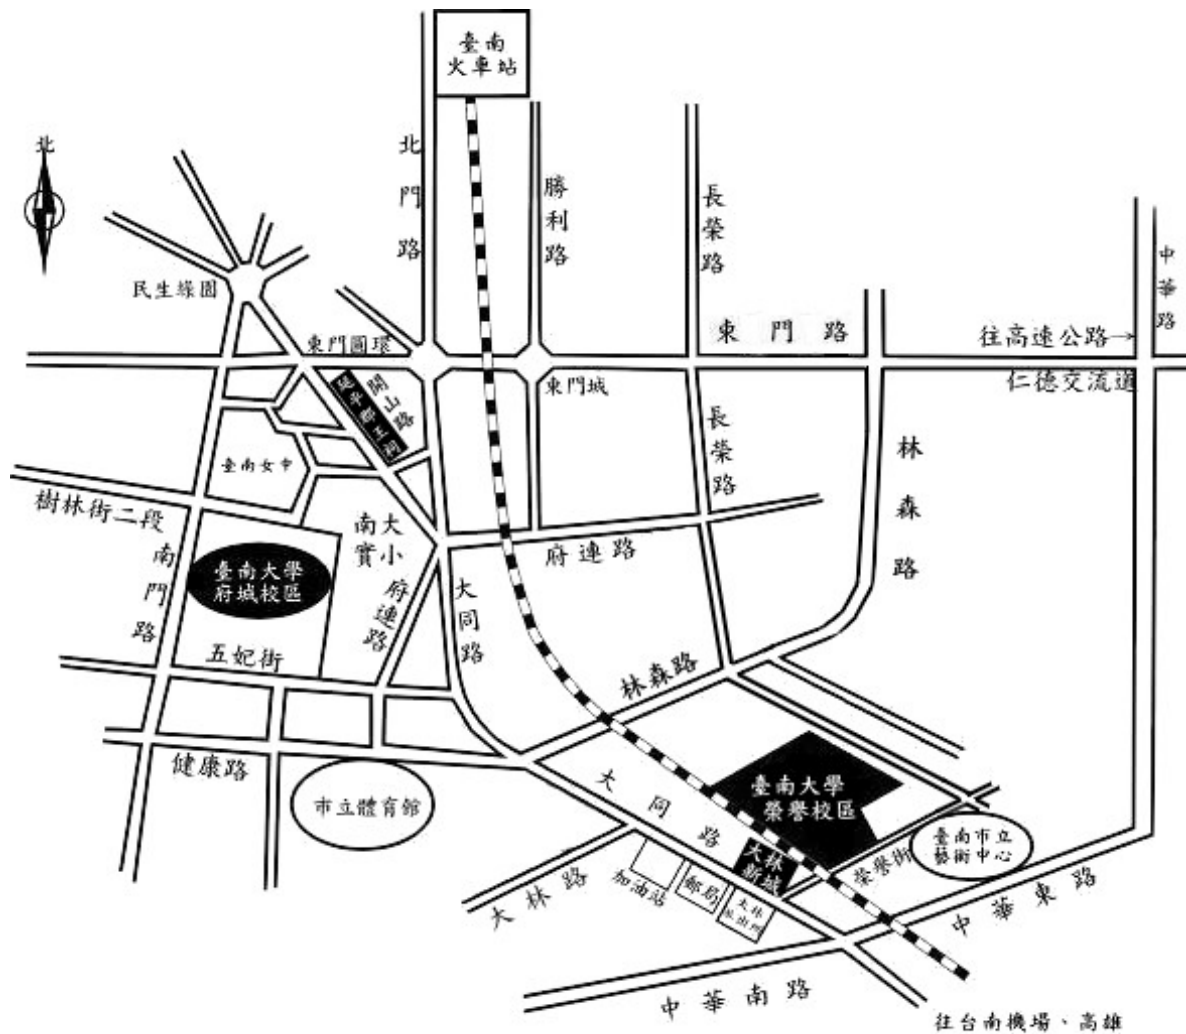 臺南
火車站
北
北門路
勝利路
長榮路
中華路
民生綠園
東門圓環
東門路
往高速公路→
仁德交流道
開山路
延平郡王祠
東門城
長榮路
林森路
臺南女中
樹林街二段
南大
實小
府連路
南門路
臺南大學
府城校區
府連路
大同路
五妃街
林森路
健康路
市立體育館
大同路
臺南大學
榮譽校區
臺南市立
藝術中心
大林
新城
榮譽街
大林路
加油站
郵局
大林
派出所
中華東路
中華南路
往台南機場、高雄